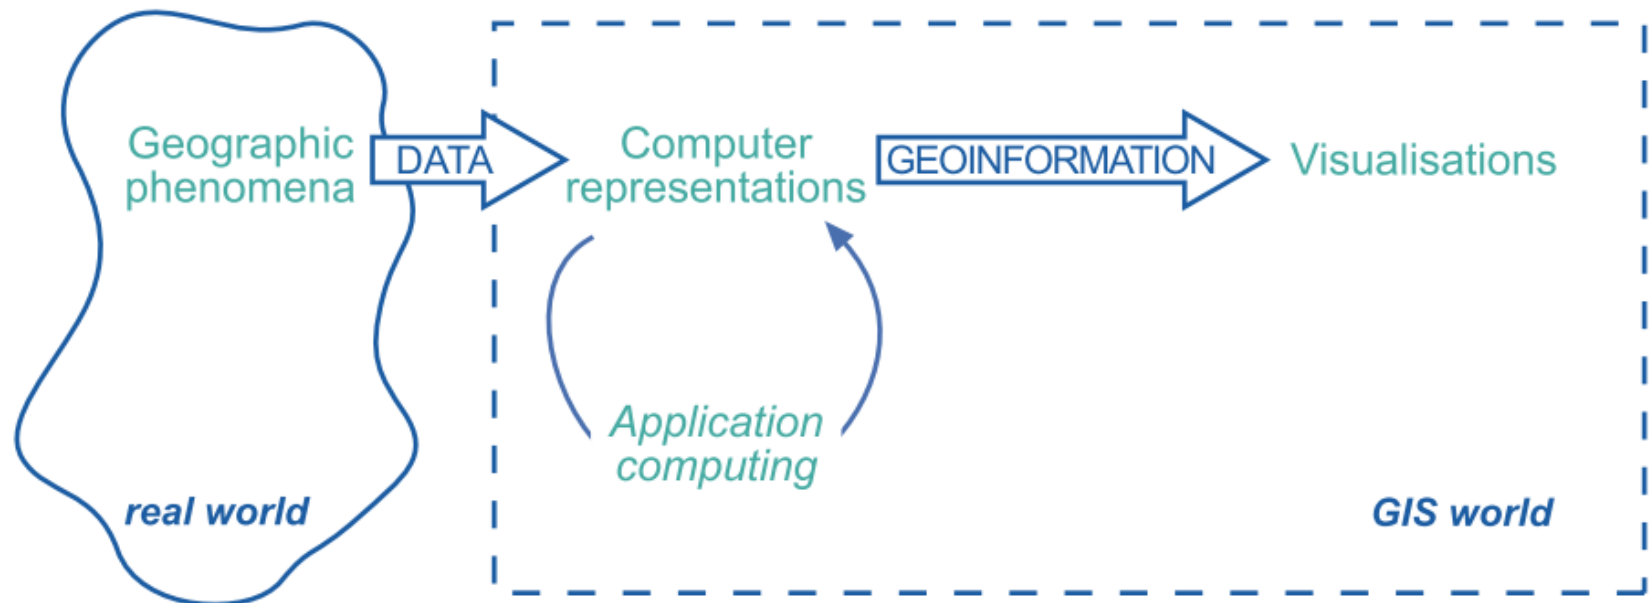 Geographic
phenomena
DATA
Computer
representations
GEOINFORMATION
Visualisations
Application
computing
real world
GIS world